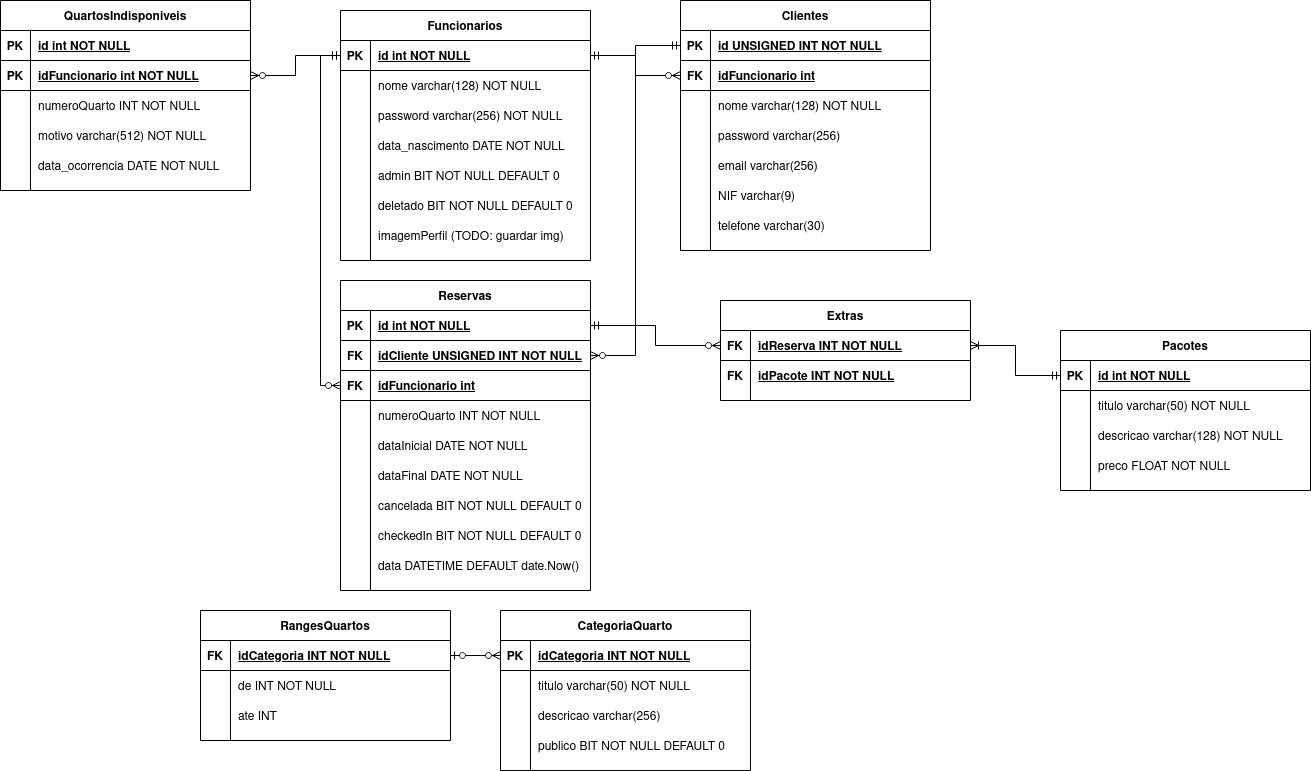 QuartosIndisponiveis
PK id int NOT NULL
PK idFuncionario int NOT NULL
numeroQuarto INT NOT NULL
motivo varchar(512) NOT NULL
data_ocorrencia DATE NOT NULL
Funcionarios
PK id int NOT NULL
nome varchar(128) NOT NULL
password varchar(256) NOT NULL
data_nascimento DATE NOT NULL
admin BIT NOT NULL DEFAULT 0
deletado BIT NOT NULL DEFAULT 0
imagemPerfil (TODO: guardar img)
Clientes
PK id UNSIGNED INT NOT NULL
FK idFuncionario int
nome varchar(128) NOT NULL
password varchar(256)
email varchar(256)
NIF varchar(9)
telefone varchar(30)
Reservas
PK id int NOT NULL
FK idCliente UNSIGNED INT NOT NULL
FK idFuncionario int
numeroQuarto INT NOT NULL
dataInicial DATE NOT NULL
dataFinal DATE NOT NULL
cancelada BIT NOT NULL DEFAULT 0
checkedIn BIT NOT NULL DEFAULT 0
data DATETIME DEFAULT date.Now()
Extras
FK idReserva INT NOT NULL
FK idPacote INT NOT NULL
Pacotes
PK id int NOT NULL
titulo varchar(50) NOT NULL
descricao varchar(128) NOT NULL
preco FLOAT NOT NULL
RangesQuartos
FK idCategoria INT NOT NULL
de INT NOT NULL
ate INT
CategoriaQuarto
PK idCategoria INT NOT NULL
titulo varchar(50) NOT NULL
descricao varchar(256)
publico BIT NOT NULL DEFAULT 0